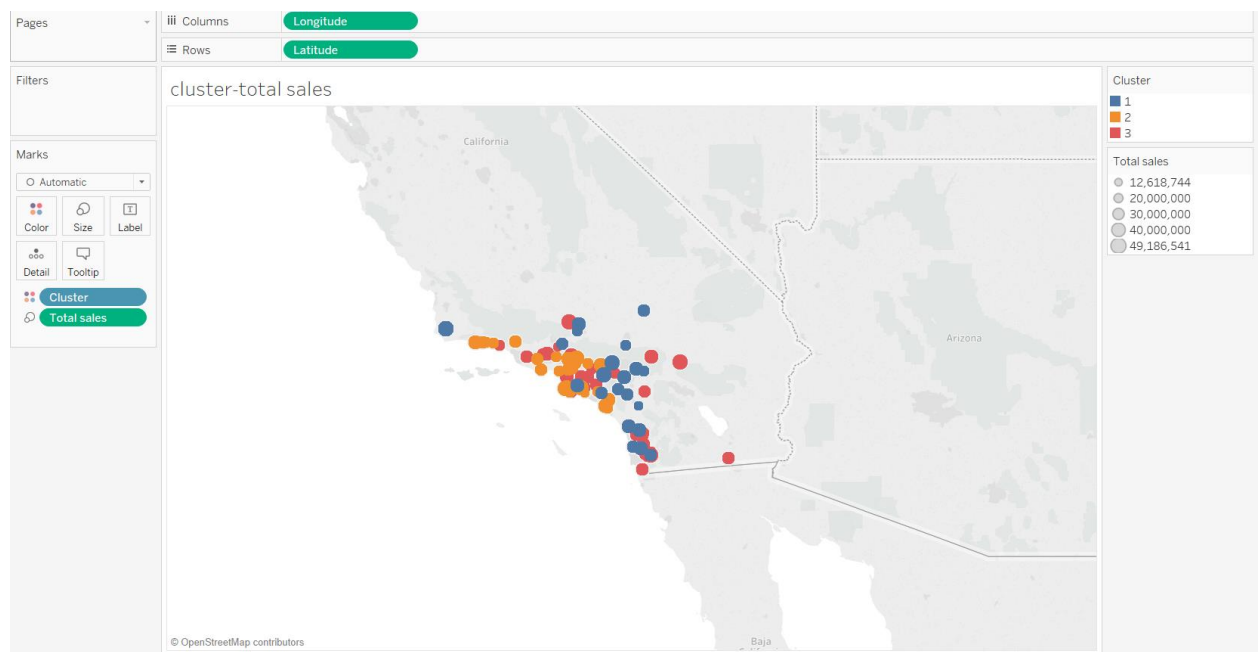 Pages
iii Columns
Longitude
Rows
Latitude
Filters
Marks
Automatic
Color
Size
Label
Detail
Tooltip
Cluster
Total sales
cluster-total sales
California
Arizona
Baja
© OpenStreetMap contributors
Cluster
1
2
3
Total sales
12,618,744
20,000,000
30,000,000
40,000,000
49,186,541